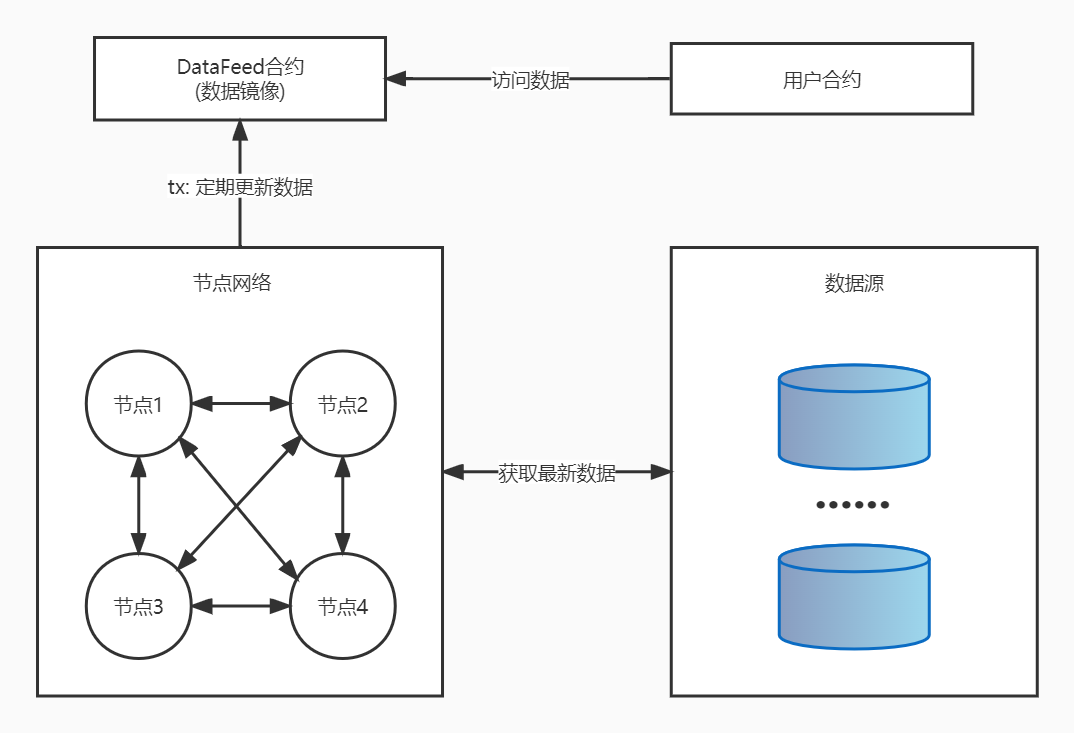 DataFeed合约
(数据镜像)
访问数据
用户合约
tx: 定期更新数据
节点网络
数据源
节点1
节点2
获取最新数据
节点3
节点4